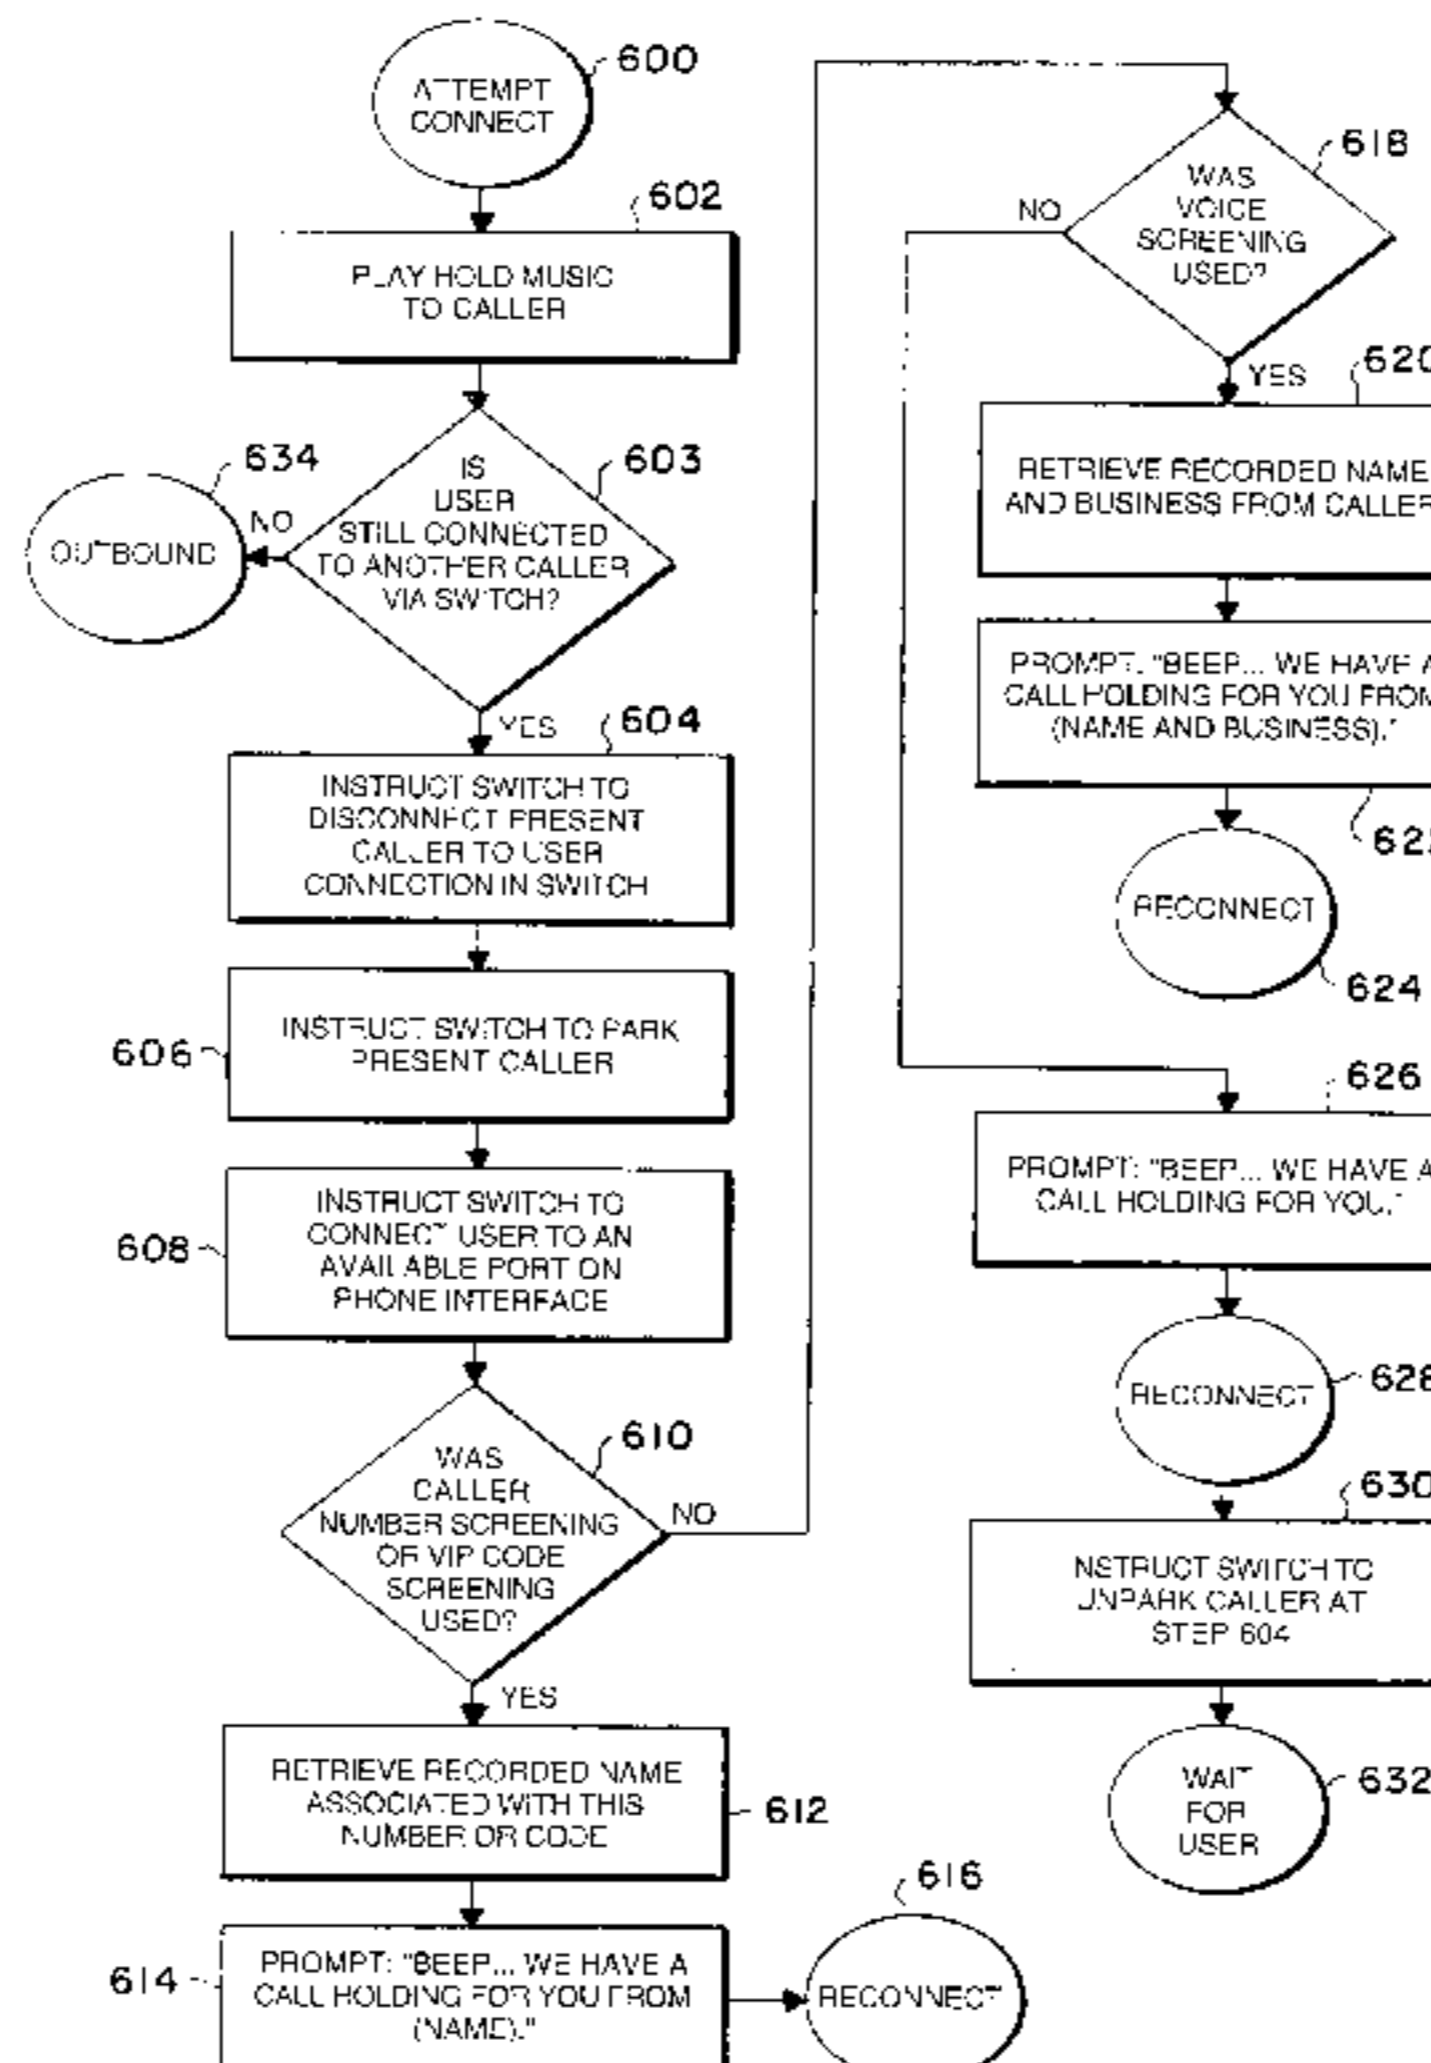 600
ATTEMPT
CONNECT
602
PLAY HOLD MUSIC
TO CALLER
634
603
OUTBOUND
NO
IS
USER
STILL CONNECTED
TO ANOTHER CALLER
VIA SWITCH?
YES
604
INSTRUCT SWITCH TO
DISCONNECT PRESENT
CALLER TO USER
CONNECTION IN SWITCH
606
INSTRUCT SWITCH TO PARK
PRESENT CALLER
608
INSTRUCT SWITCH TO
CONNECT USER TO AN
AVAILABLE PORT ON
PHONE INTERFACE
610
WAS
CALLER
NUMBER SCREENING
OR VIP CODE
SCREENING
USED?
NO
YES
RETRIEVE RECORDED NAME
ASSOCIATED WITH THIS
NUMBER OR CODE
612
614
PROMPT: "BEEP... WE HAVE A
CALL HOLDING FOR YOU FROM
(NAME)."
616
RECONNECT
618
WAS
VOICE
SCREENING
USED?
NO
YES
620
RETRIEVE RECORDED NAME
AND BUSINESS FROM CALLER
PROMPT: "BEEP... WE HAVE A
CALL HOLDING FOR YOU FROM
(NAME AND BUSINESS)."
RECONNECT
624
626
PROMPT: "BEEP... WE HAVE A
CALL HOLDING FOR YOU."
RECONNECT
628
630
INSTRUCT SWITCH TO
UNPARK CALLER AT
STEP 604
WAIT
FOR
USER
632